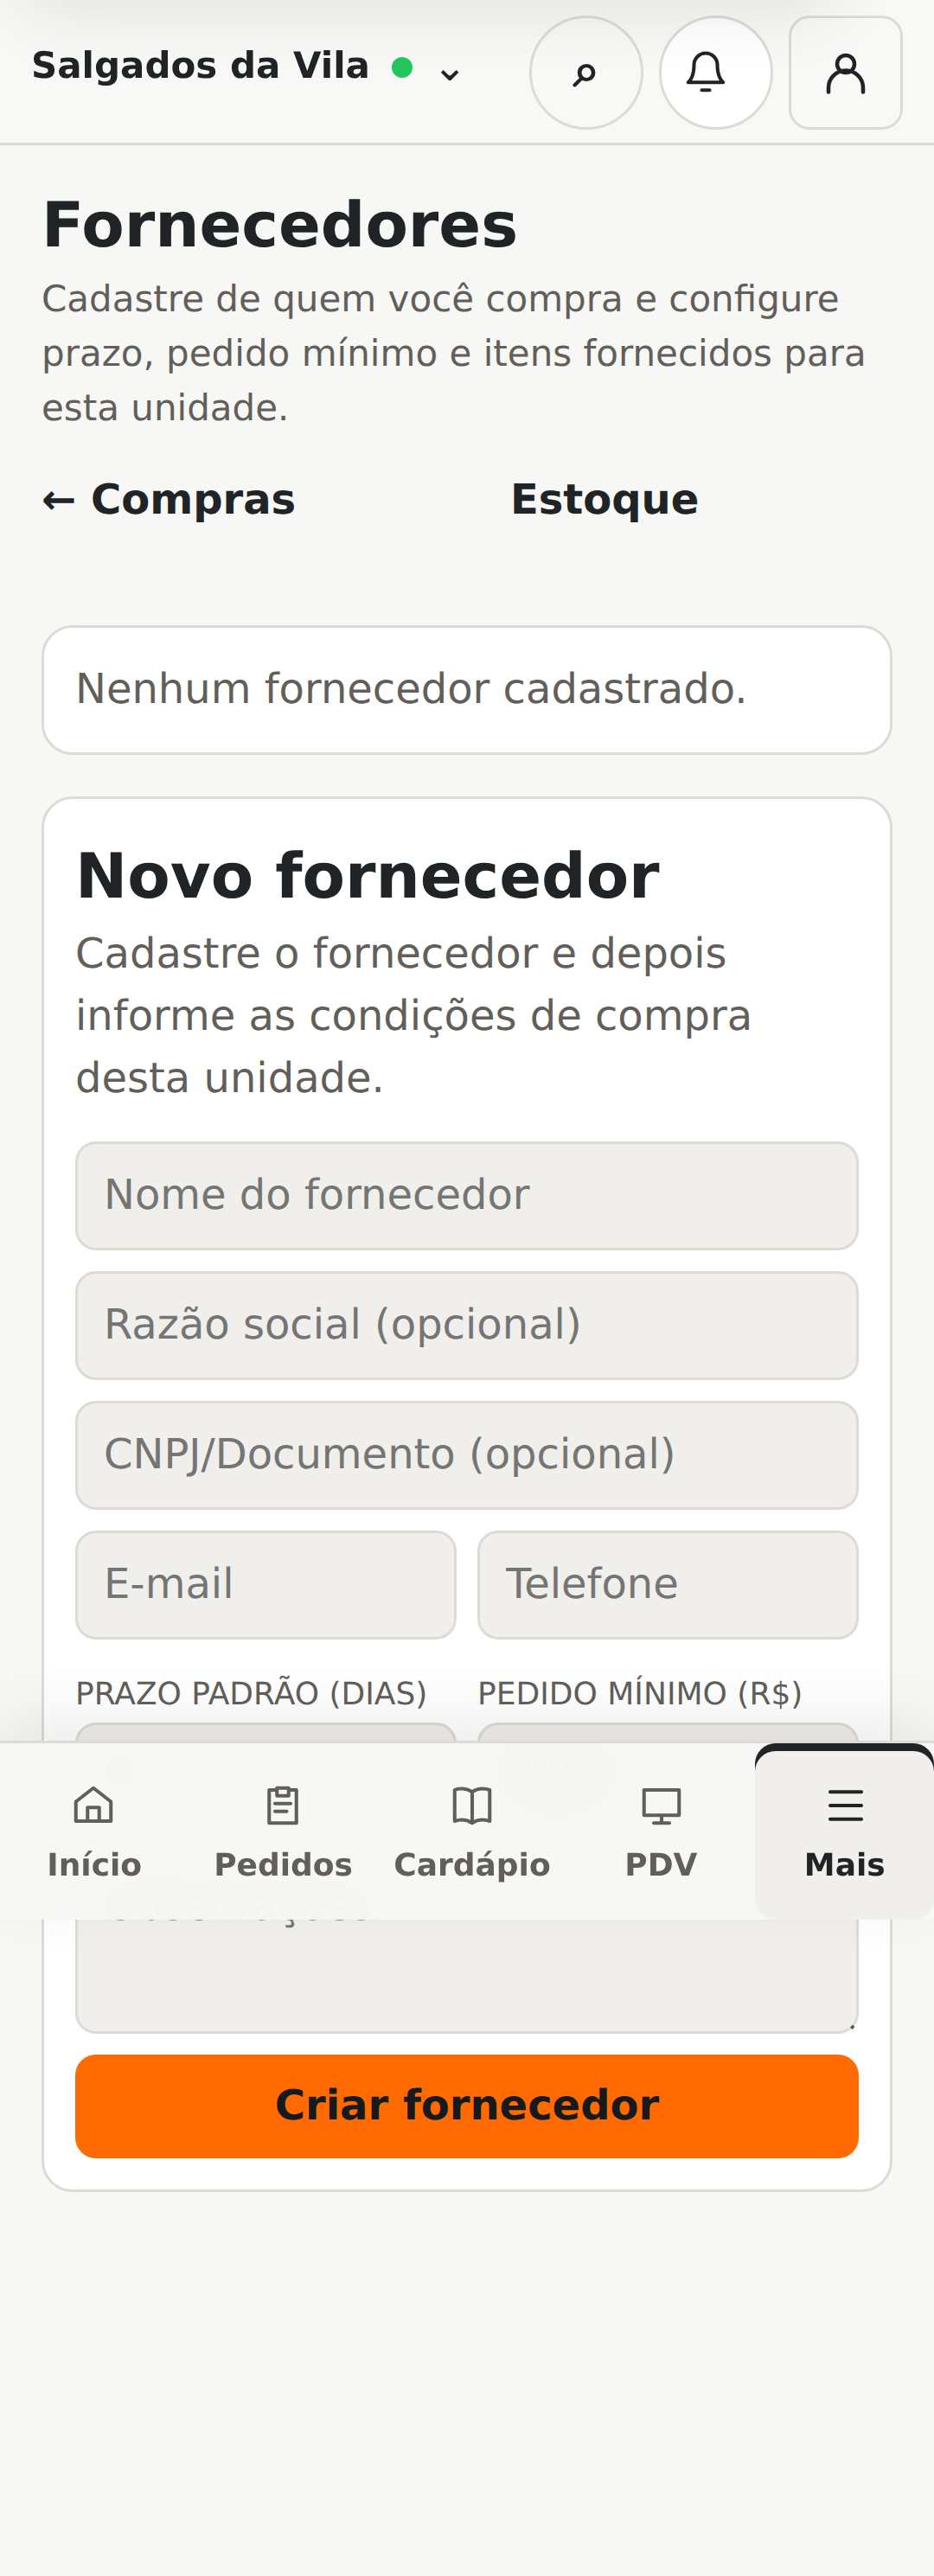 Salgados da Vila
Fornecedores
Cadastre de quem você compra e configure
prazo, pedido mínimo e itens fornecidos para
esta unidade.
← Compras
Estoque
Nenhum fornecedor cadastrado.
Novo fornecedor
Cadastre o fornecedor e depois
informe as condições de compra
desta unidade.
Nome do fornecedor
Razão social (opcional)
CNPJ/Documento (opcional)
E-mail
Telefone
PRAZO PADRÃO (DIAS)
PEDIDO MÍNIMO (R$)
Início
Pedidos
Cardápio
PDV
Mais
Criar fornecedor